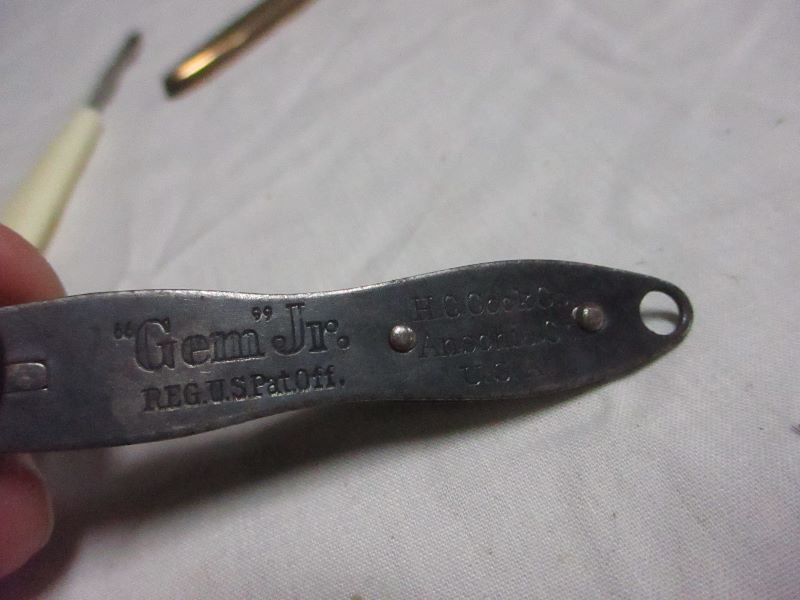 “Gem” Jr.
REG. U.S. Pat. Off.
H. C. Cook Co.
U.S.